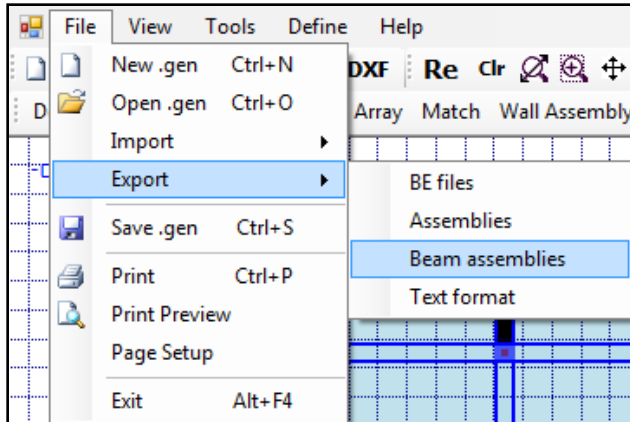 File View Tools Define Help
DXF Re Clr
Array Match Wall Assembly
New .gen Ctrl+N
Open .gen Ctrl+O
Import
Export
Save .gen Ctrl+S
Print Ctrl+P
Print Preview
Page Setup
Exit Alt+F4
BE files
Assemblies
Beam assemblies
Text format